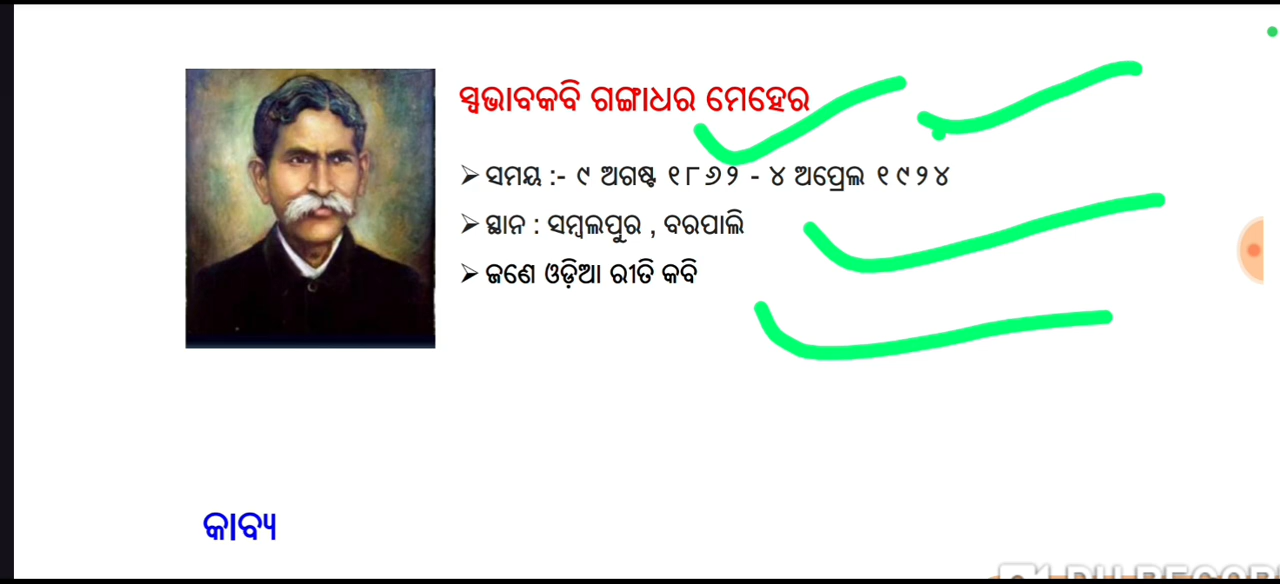 ସ୍ୱଭାବକବି ଗଙ୍ଗାଧର ମେହେର
➢ ସମୟ :- ୯ ଅଗଷ୍ଟ ୧୮୬୨ - ୪ ଅପ୍ରେଲ ୧୯୨୪
➢ ସ୍ଥାନ : ସମ୍ବଲପୁର , ବରପାଲି
➢ ଜଣେ ଓଡ଼ିଆ ରୀତି କବି
କାବ୍ୟ